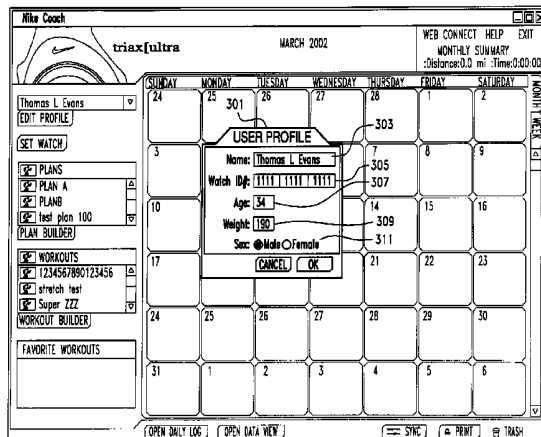 Nike Coach
triax[ultra
MARCH 2002
WEB CONNECT HELP EXIT
MONTHLY SUMMARY
:Distance:0.0 mi :Time:0:00:00
SUNDAY MONDAY TUESDAY WEDNESDAY THURSDAY FRIDAY SATURDAY
MONTH WEEK
Thomas L Evans
EDIT PROFILE
SET WATCH
PLANS
PLAN A
PLANB
test plan 100
PLAN BUILDER
WORKOUTS
1234567890123456
stretch test
Super ZZZ
WORKOUT BUILDER
FAVORITE WORKOUTS
24 25 26 27 28 1 2
3 7 8 9
10 14 15 16
17 21 22 23
24 25 26 27 28 29 30
31 1 2 3 4 5 6
301
USER PROFILE
Name: Thomas L Evans
303
Watch ID#: 1111 1111 1111
305
Age: 34
307
Weight: 190
309
Sex: Male Female
311
CANCEL OK
OPEN DAILY LOG OPEN DATA VIEW SYNC PRINT TRASH